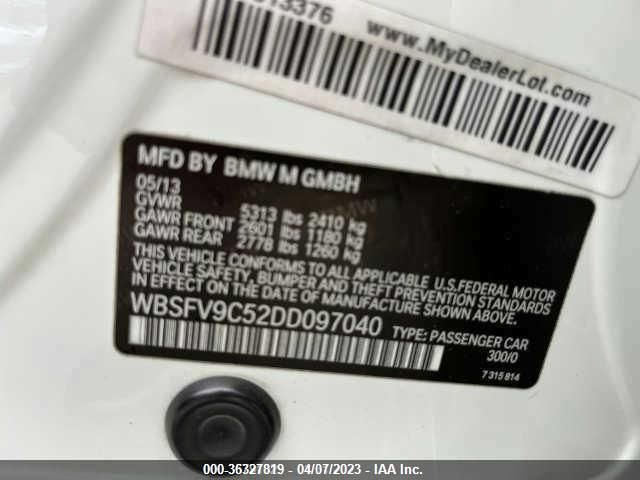 www.MyDealerLot.com
MFD BY BMW M GMBH
05/13
GVWR 5313 lbs 2410 kg
GAWR FRONT 2601 lbs 1180 kg
GAWR REAR 2778 lbs 1260 kg
THIS VEHICLE CONFORMS TO ALL APPLICABLE U.S. FEDERAL MOTOR
VEHICLE SAFETY, BUMPER AND THEFT PREVENTION STANDARDS
IN EFFECT ON THE DATE OF MANUFACTURE SHOWN ABOVE.
WBSFV9C52DD097040
TYPE: PASSENGER CAR
300/0
7 315 814
000-36327819 - 04/07/2023 - IAA Inc.